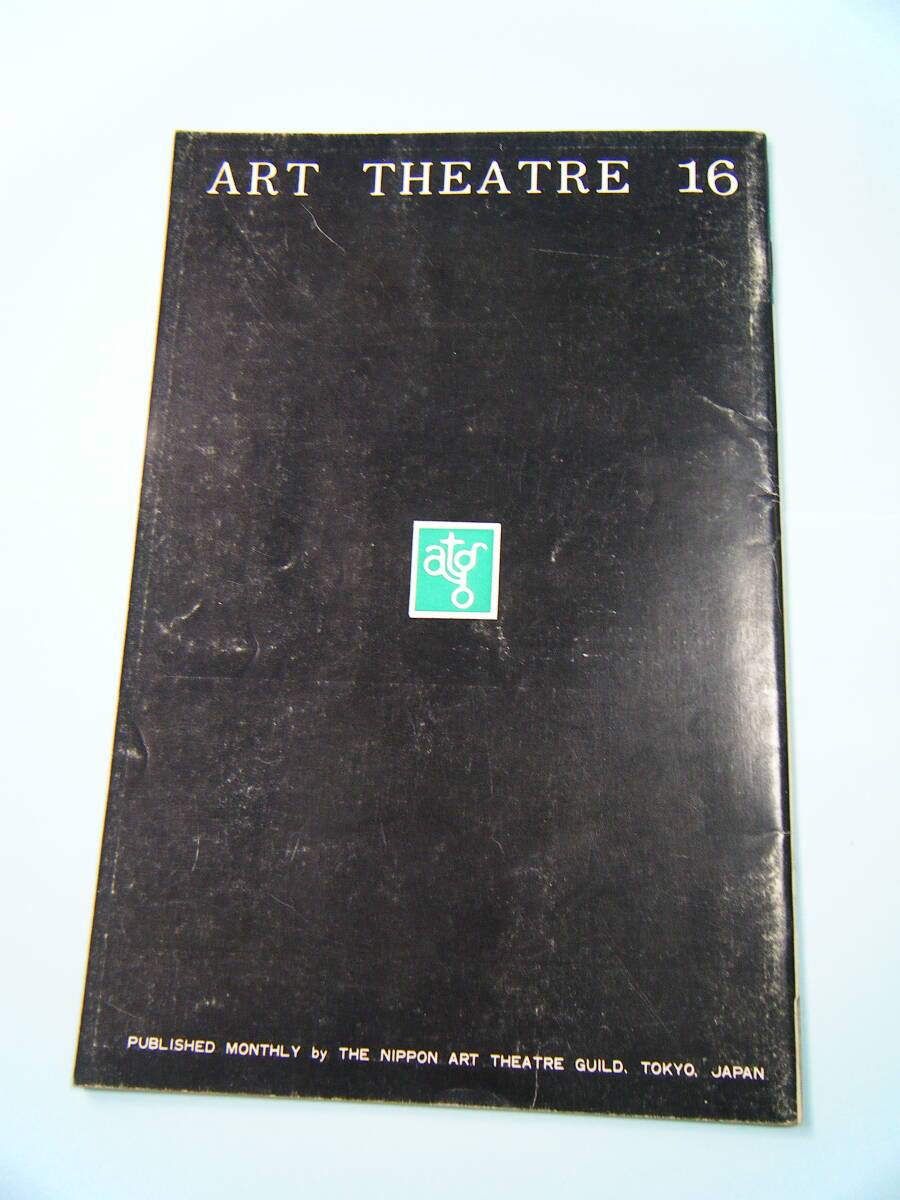 ART THEATRE 16
atg
PUBLISHED MONTHLY by THE NIPPON ART THEATRE GUILD, TOKYO, JAPAN